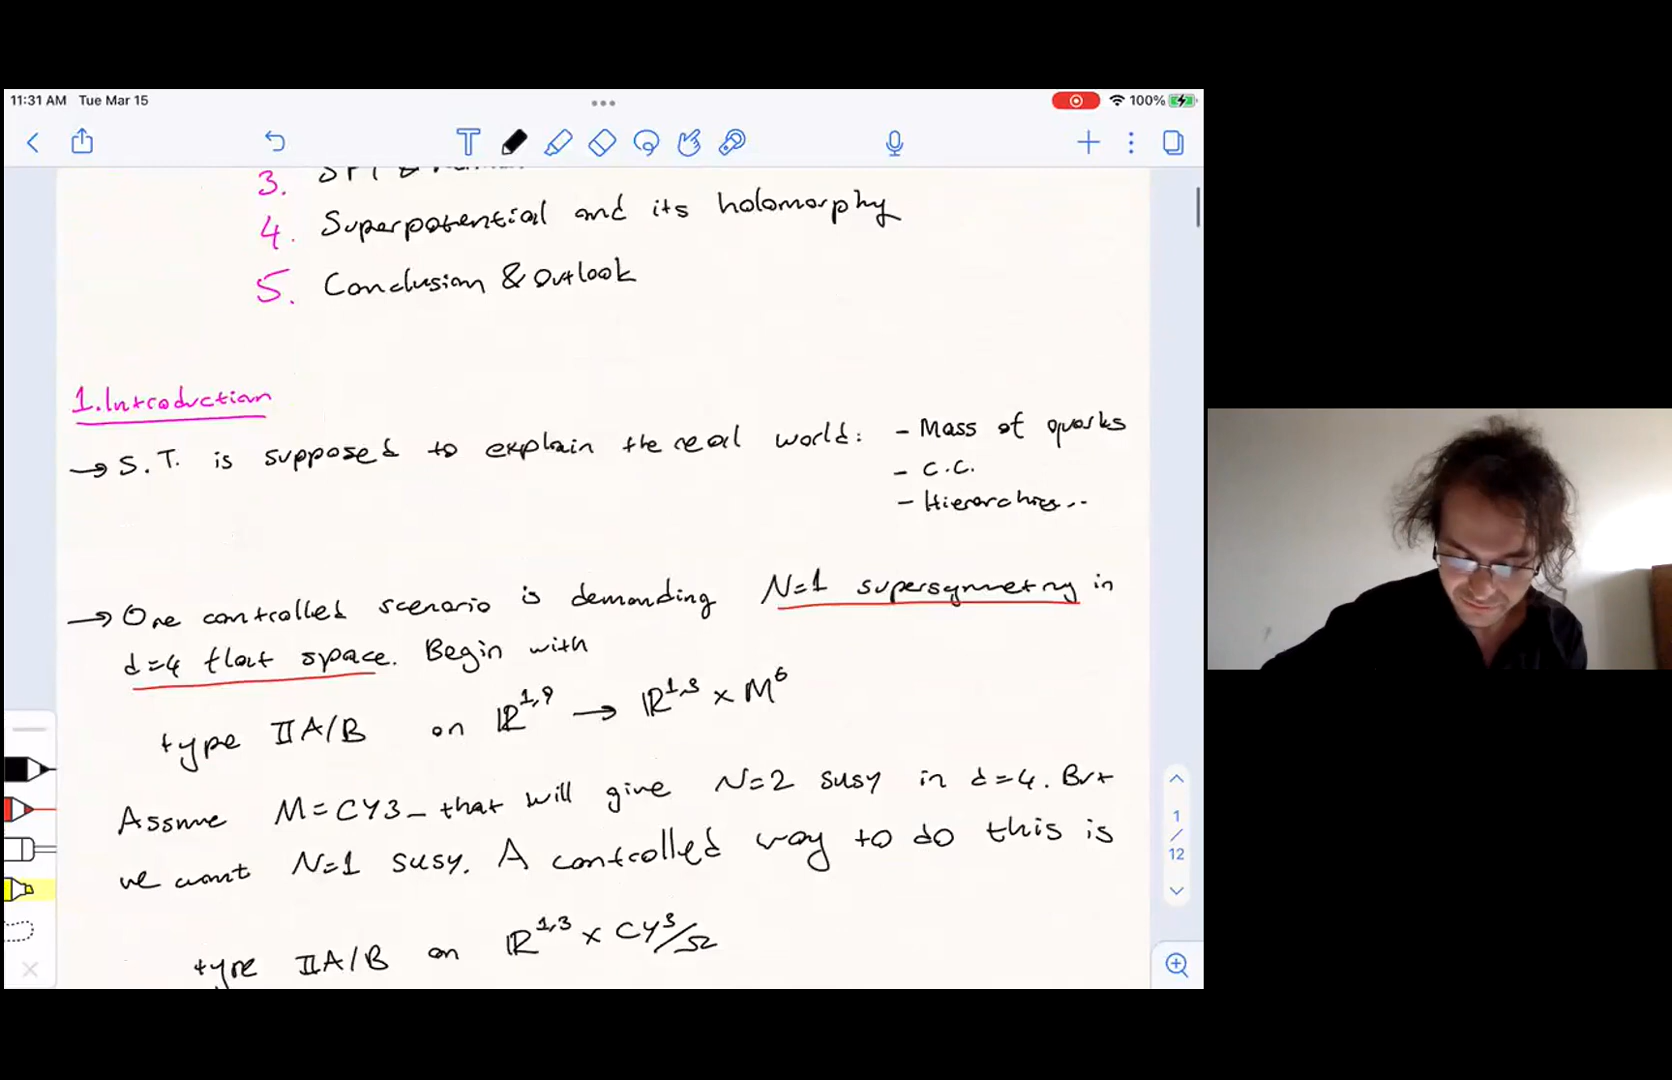 11:31 AM Tue Mar 15
100%
3.
4. Superpotential and its holomorphy
5. Conclusion & Outlook
1. Introduction
→ S.T. is supposed to explain the real world: - Mass of quarks
- C.C.
- Hierarchies...
→ One controlled scenario is demanding N=1 supersymmetry in
d=4 flat space. Begin with
type IIA/B on ℝ^{1,9} → ℝ^{1,3} × M^6
Assume M=CY3 - that will give N=2 susy in d=4. But
we want N=1 susy. A controlled way to do this is
type IIA/B on ℝ^{1,3} × CY^3/Ω
1
/
12